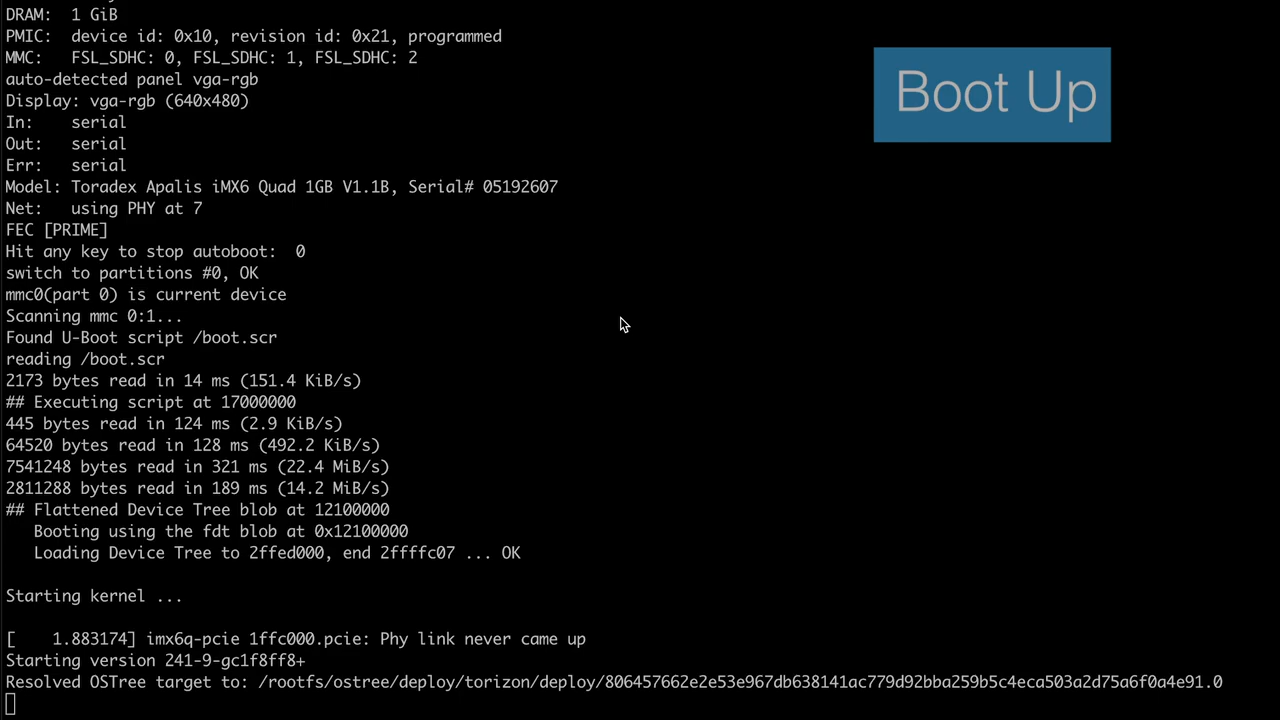 DRAM:  1 GiB
PMIC:  device id: 0x10, revision id: 0x21, programmed
MMC:   FSL_SDHC: 0, FSL_SDHC: 1, FSL_SDHC: 2
auto-detected panel vga-rgb
Display: vga-rgb (640x480)
In:    serial
Out:   serial
Err:   serial
Model: Toradex Apalis iMX6 Quad 1GB V1.1B, Serial# 05192607
Net:   using PHY at 7
FEC [PRIME]
Hit any key to stop autoboot:  0
switch to partitions #0, OK
mmc0(part 0) is current device
Scanning mmc 0:1...
Found U-Boot script /boot.scr
reading /boot.scr
2173 bytes read in 14 ms (151.4 KiB/s)
## Executing script at 17000000
445 bytes read in 124 ms (2.9 KiB/s)
64520 bytes read in 128 ms (492.2 KiB/s)
7541248 bytes read in 321 ms (22.4 MiB/s)
2811288 bytes read in 189 ms (14.2 MiB/s)
## Flattened Device Tree blob at 12100000
   Booting using the fdt blob at 0x12100000
   Loading Device Tree to 2ffed000, end 2ffffc07 ... OK
Starting kernel ...
[    1.883174] imx6q-pcie 1ffc000.pcie: Phy link never came up
Starting version 241-9-gc1f8ff8+
Resolved OSTree target to: /rootfs/ostree/deploy/torizon/deploy/806457662e2e53e967db638141ac779d92bba259b5c4eca503a2d75a6f0a4e91.0
Boot Up